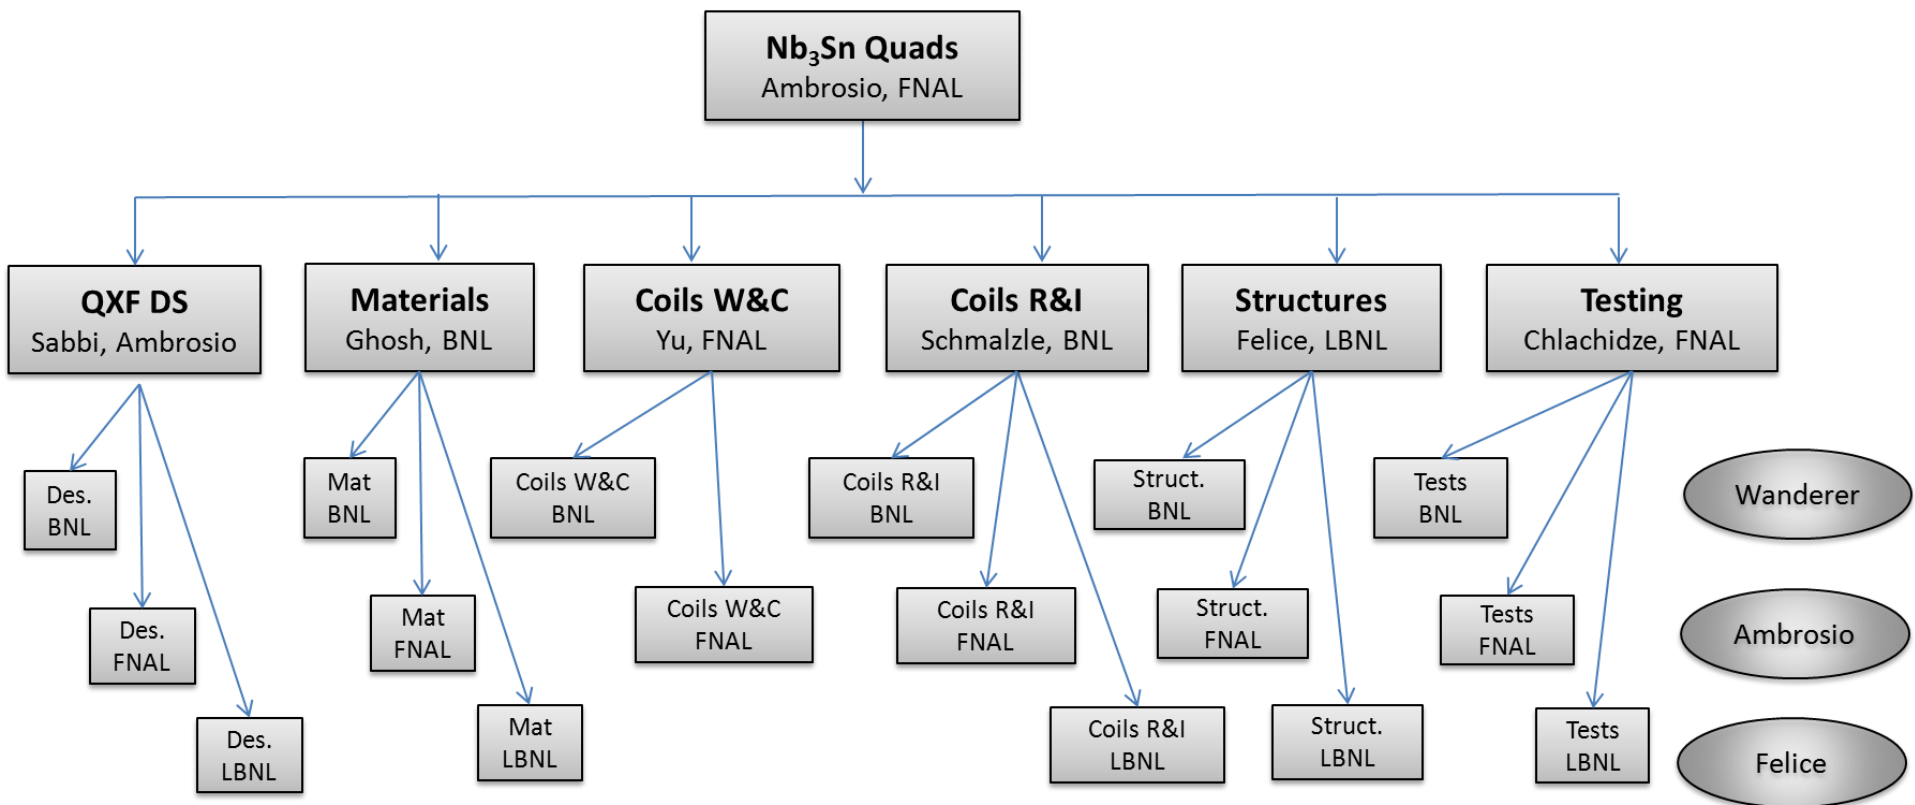 Nb₃Sn Quads
Ambrosio, FNAL
QXF DS
Sabbi, Ambrosio
Materials
Ghosh, BNL
Coils W&C
Yu, FNAL
Coils R&I
Schmalzle, BNL
Structures
Felice, LBNL
Testing
Chlachidze, FNAL
Des.
BNL
Mat
BNL
Coils W&C
BNL
Coils R&I
BNL
Struct.
BNL
Tests
BNL
Wanderer
Des.
FNAL
Mat
FNAL
Coils W&C
FNAL
Coils R&I
FNAL
Struct.
FNAL
Tests
FNAL
Ambrosio
Des.
LBNL
Mat
LBNL
Coils R&I
LBNL
Struct.
LBNL
Tests
LBNL
Felice